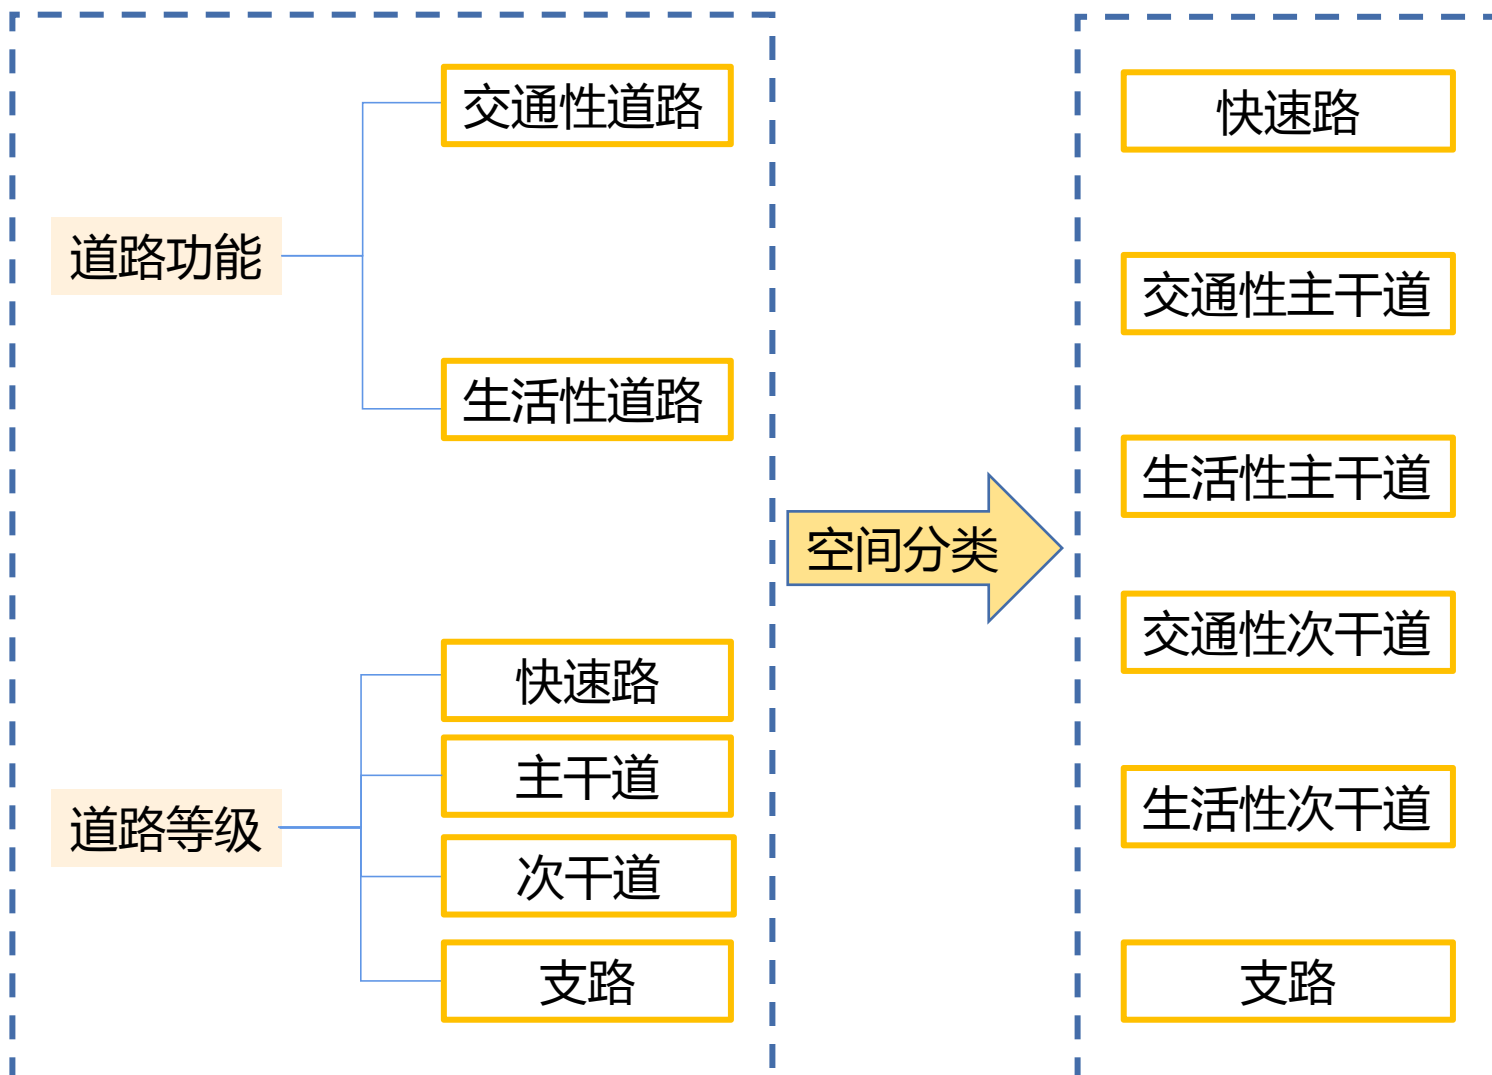 道路功能
交通性道路
生活性道路
道路等级
快速路
主干道
次干道
支路
空间分类
快速路
交通性主干道
生活性主干道
交通性次干道
生活性次干道
支路